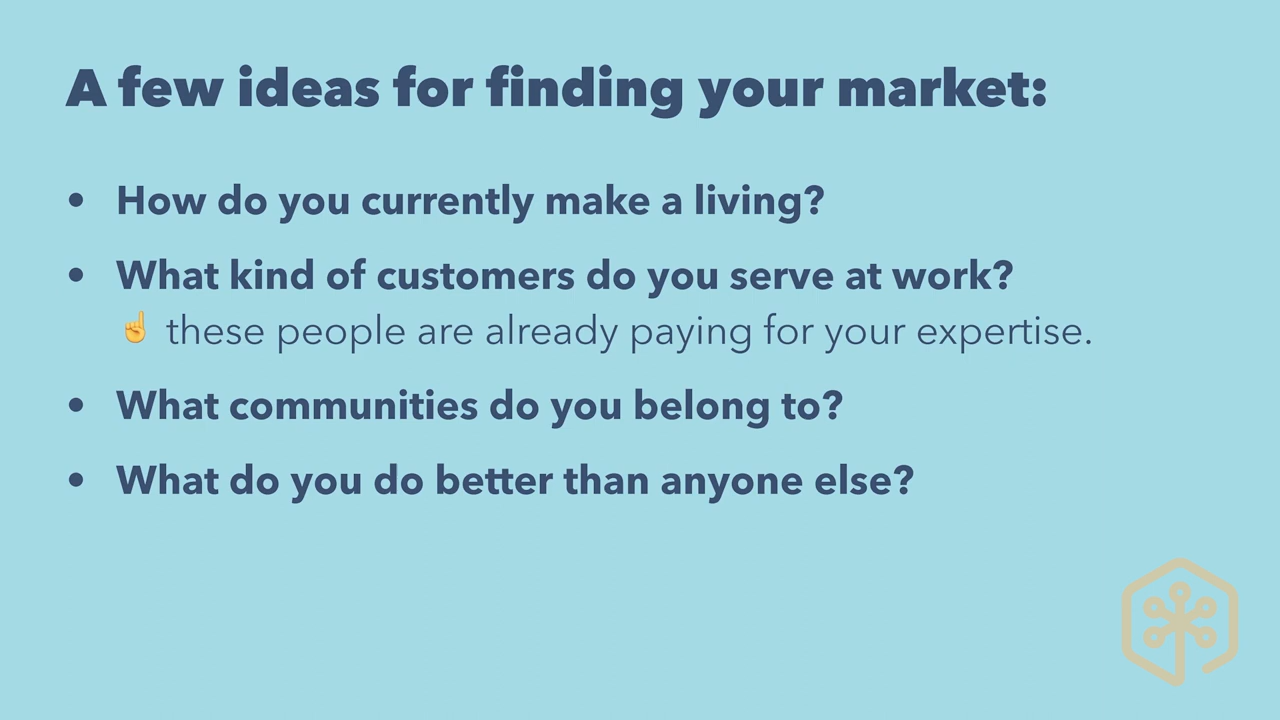 A few ideas for finding your market:
• How do you currently make a living?
• What kind of customers do you serve at work?
☝ these people are already paying for your expertise.
• What communities do you belong to?
• What do you do better than anyone else?